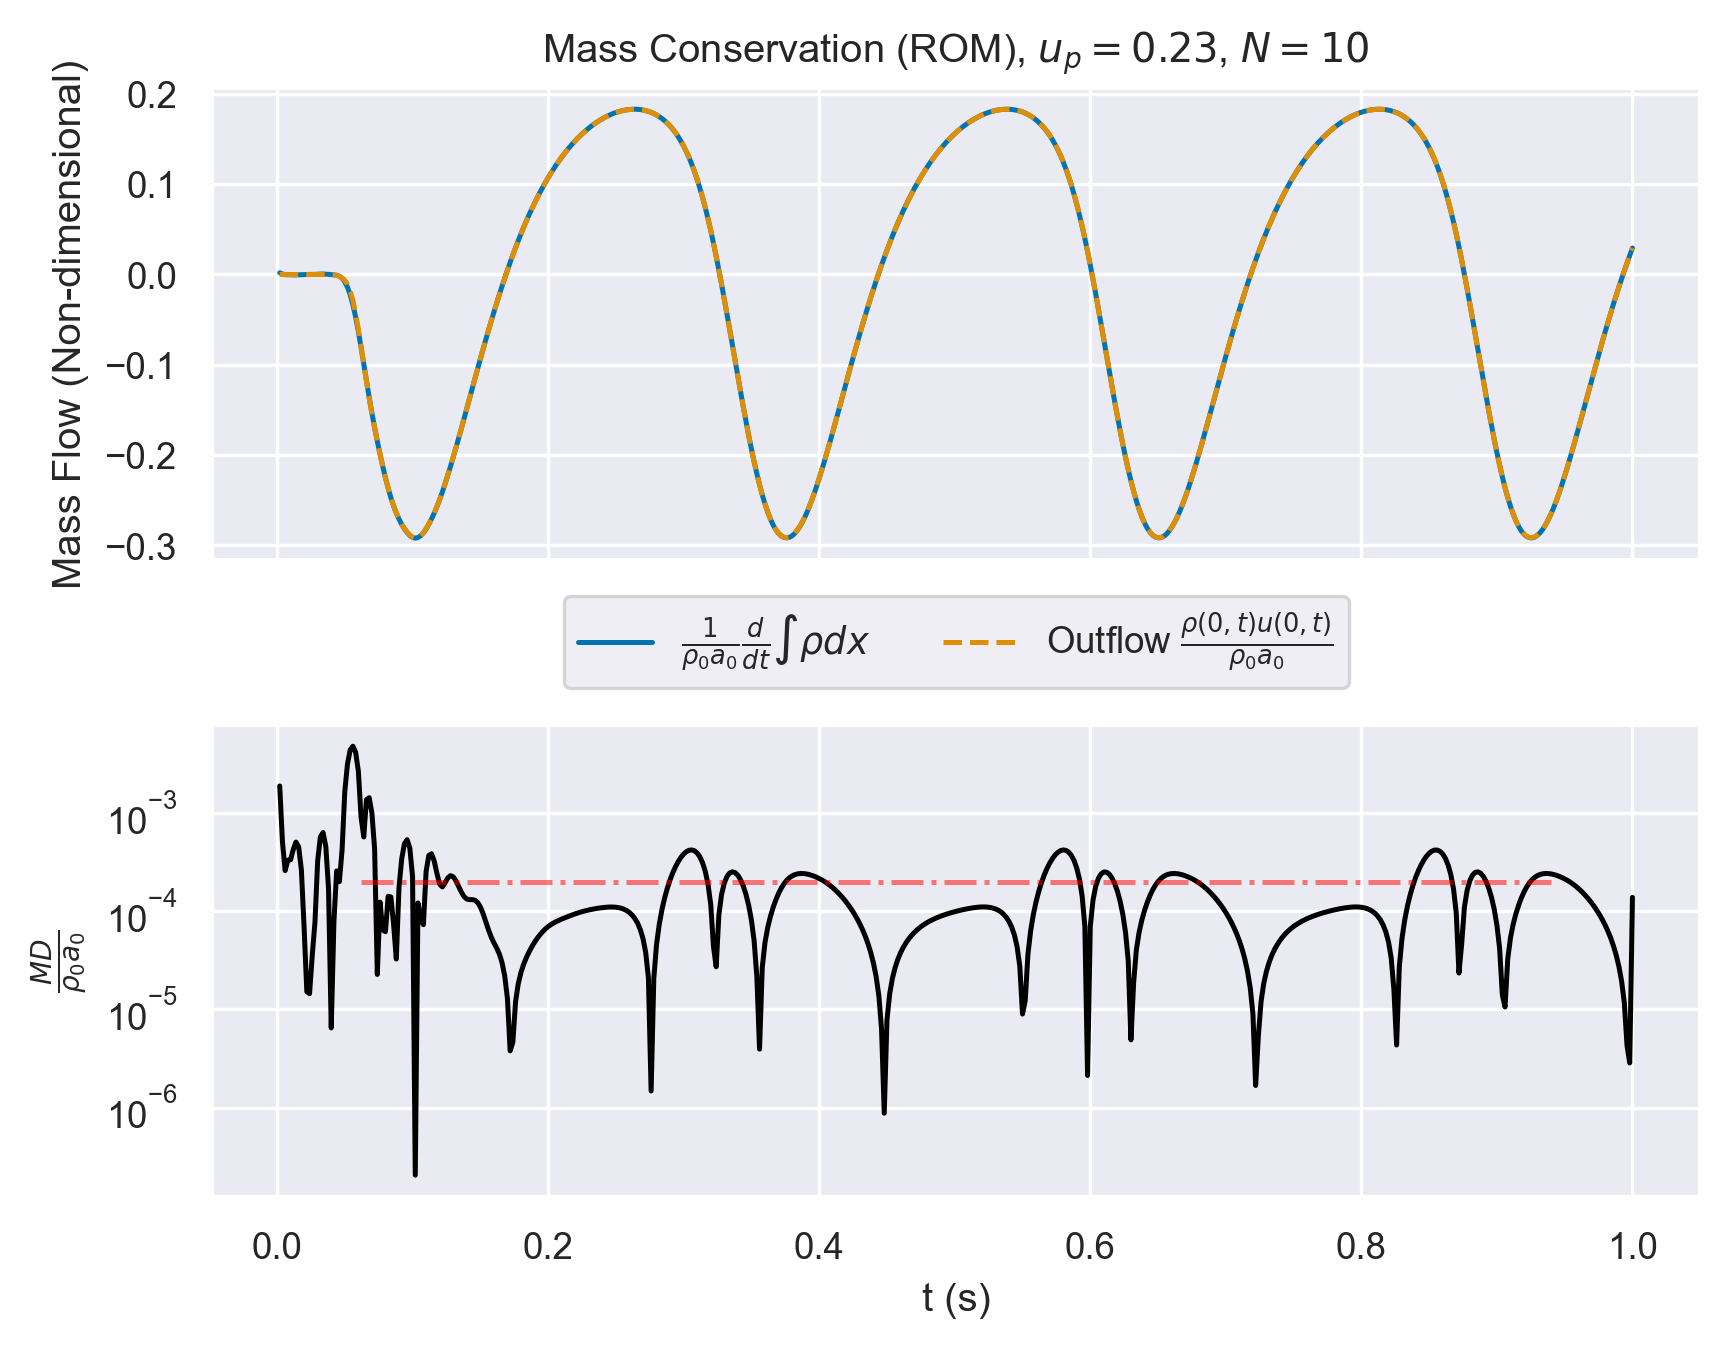 Mass Conservation (ROM), $u_p = 0.23$, $N = 10$
Mass Flow (Non-dimensional)
0.2
0.1
0.0
−0.1
−0.2
−0.3
$\frac{1}{\rho_0 a_0}\frac{d}{dt}\int \rho dx$
Outflow $\frac{\rho(0,t)u(0,t)}{\rho_0 a_0}$
$\frac{MD}{\rho_0 a_0}$
$10^{-3}$
$10^{-4}$
$10^{-5}$
$10^{-6}$
0.0 0.2 0.4 0.6 0.8 1.0
t (s)